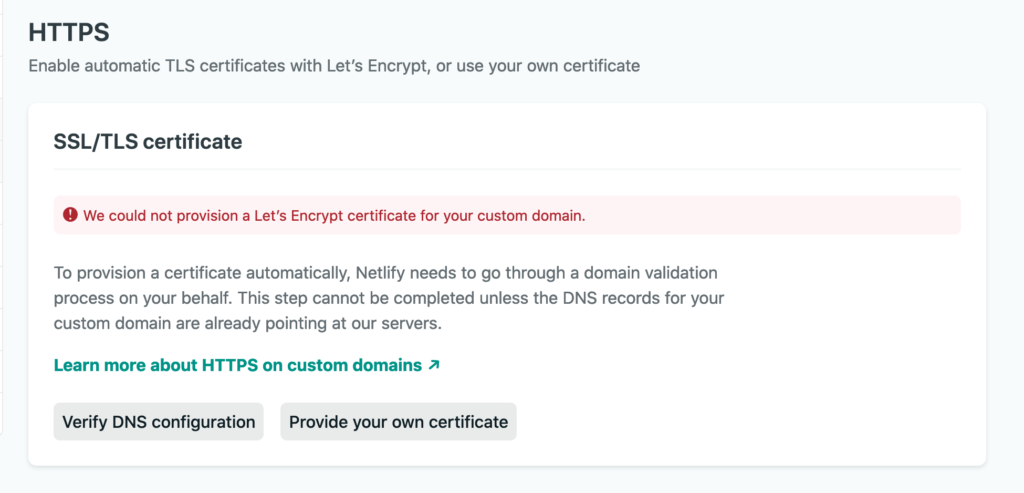 HTTPS
Enable automatic TLS certificates with Let’s Encrypt, or use your own certificate
SSL/TLS certificate
We could not provision a Let’s Encrypt certificate for your custom domain.
To provision a certificate automatically, Netlify needs to go through a domain validation
process on your behalf. This step cannot be completed unless the DNS records for your
custom domain are already pointing at our servers.
Learn more about HTTPS on custom domains ↗
Verify DNS configuration
Provide your own certificate